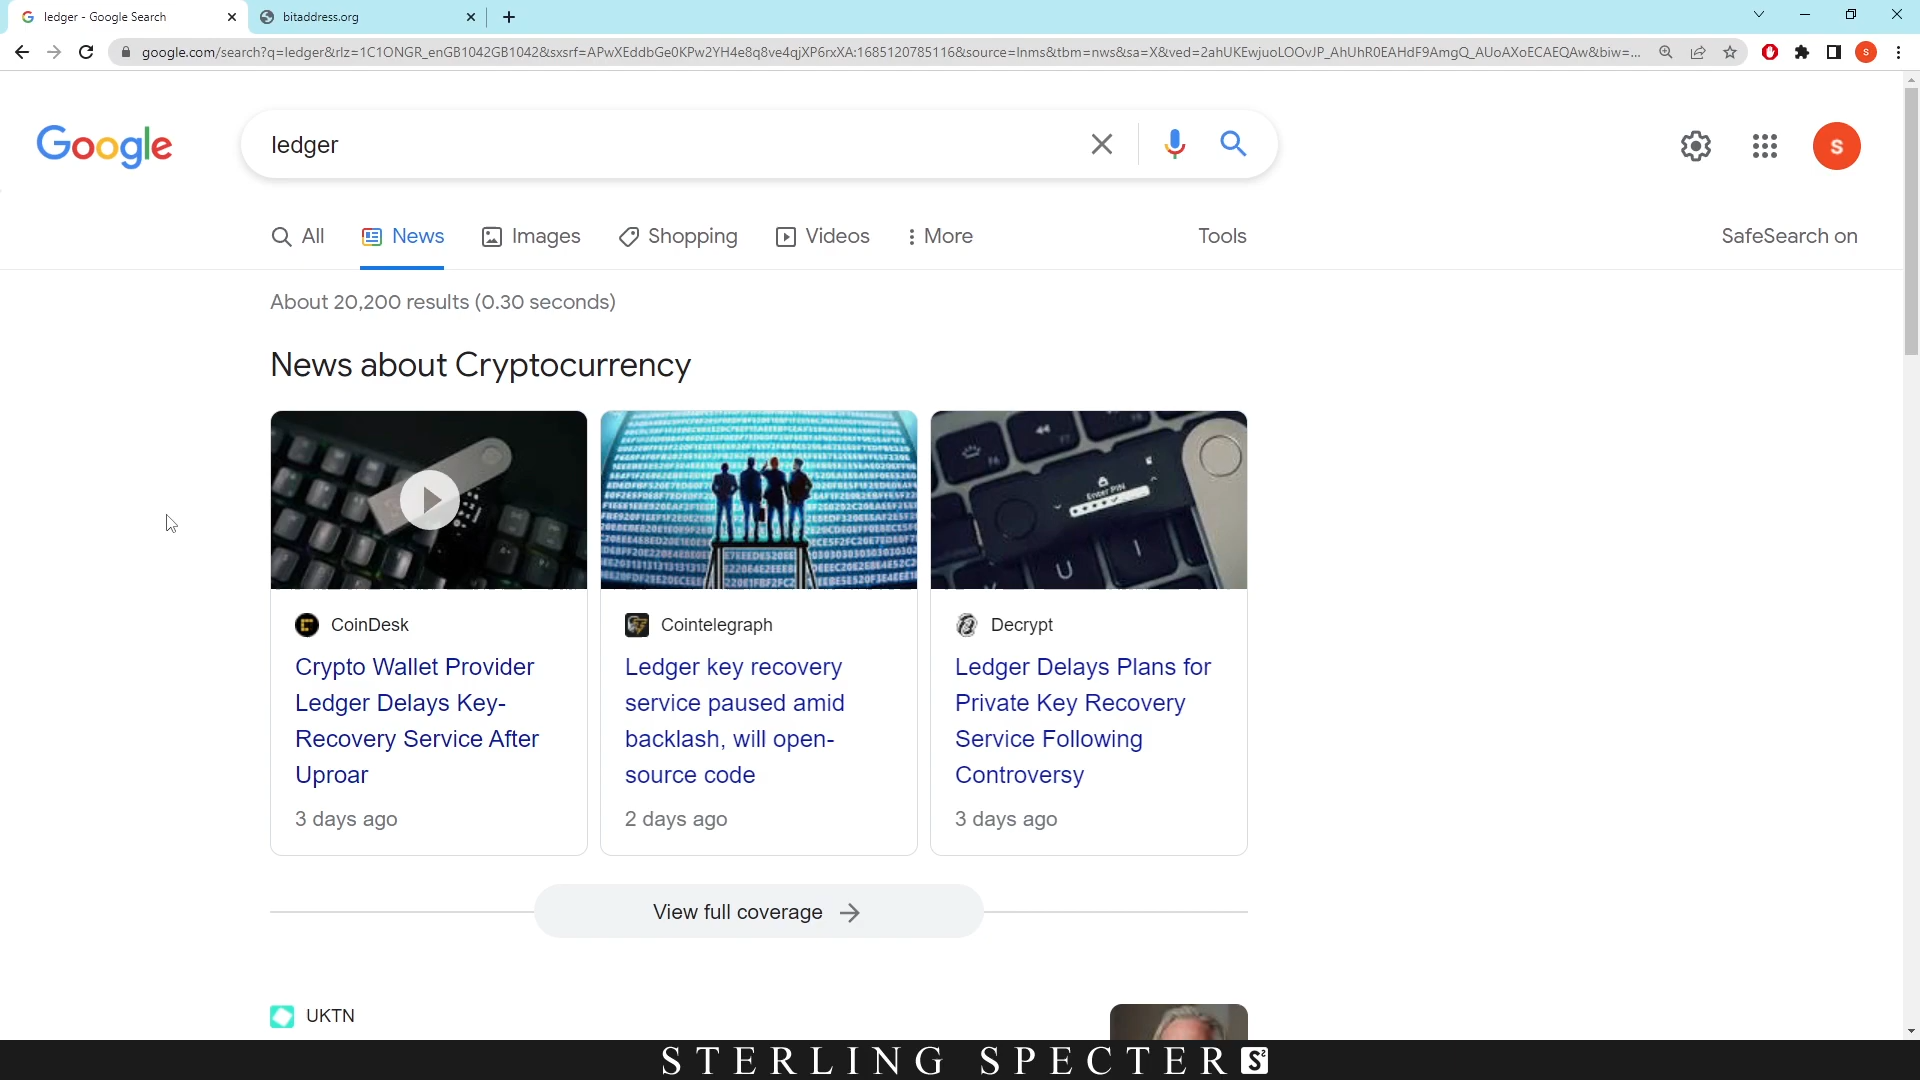 ledger - Google Search
bitaddress.org
google.com/search?q=ledger&rlz=1C1ONGR_enGB1042GB1042&sxsrf=APwXEddbGe0KPw2YH4e8q8ve4qjXP6rxXA:1685120785116&source=lnms&tbm=nws&sa=X&ved=2ahUKEwjuoLOOvJP_AhUhR0EAHdF9AmgQ_AUoAXoECAEQAw&biw=...
S
Google
ledger
S
All
News
Images
Shopping
Videos
More
Tools
SafeSearch on
About 20,200 results (0.30 seconds)
News about Cryptocurrency
Enter PIN
U
I
CoinDesk
Crypto Wallet Provider
Ledger Delays Key-
Recovery Service After
Uproar
3 days ago
Cointelegraph
Ledger key recovery
service paused amid
backlash, will open-
source code
2 days ago
Decrypt
Ledger Delays Plans for
Private Key Recovery
Service Following
Controversy
3 days ago
View full coverage
UKTN
STERLING SPECTER S²